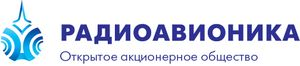 РАДИОАВИОНИКА
Открытое акционерное общество